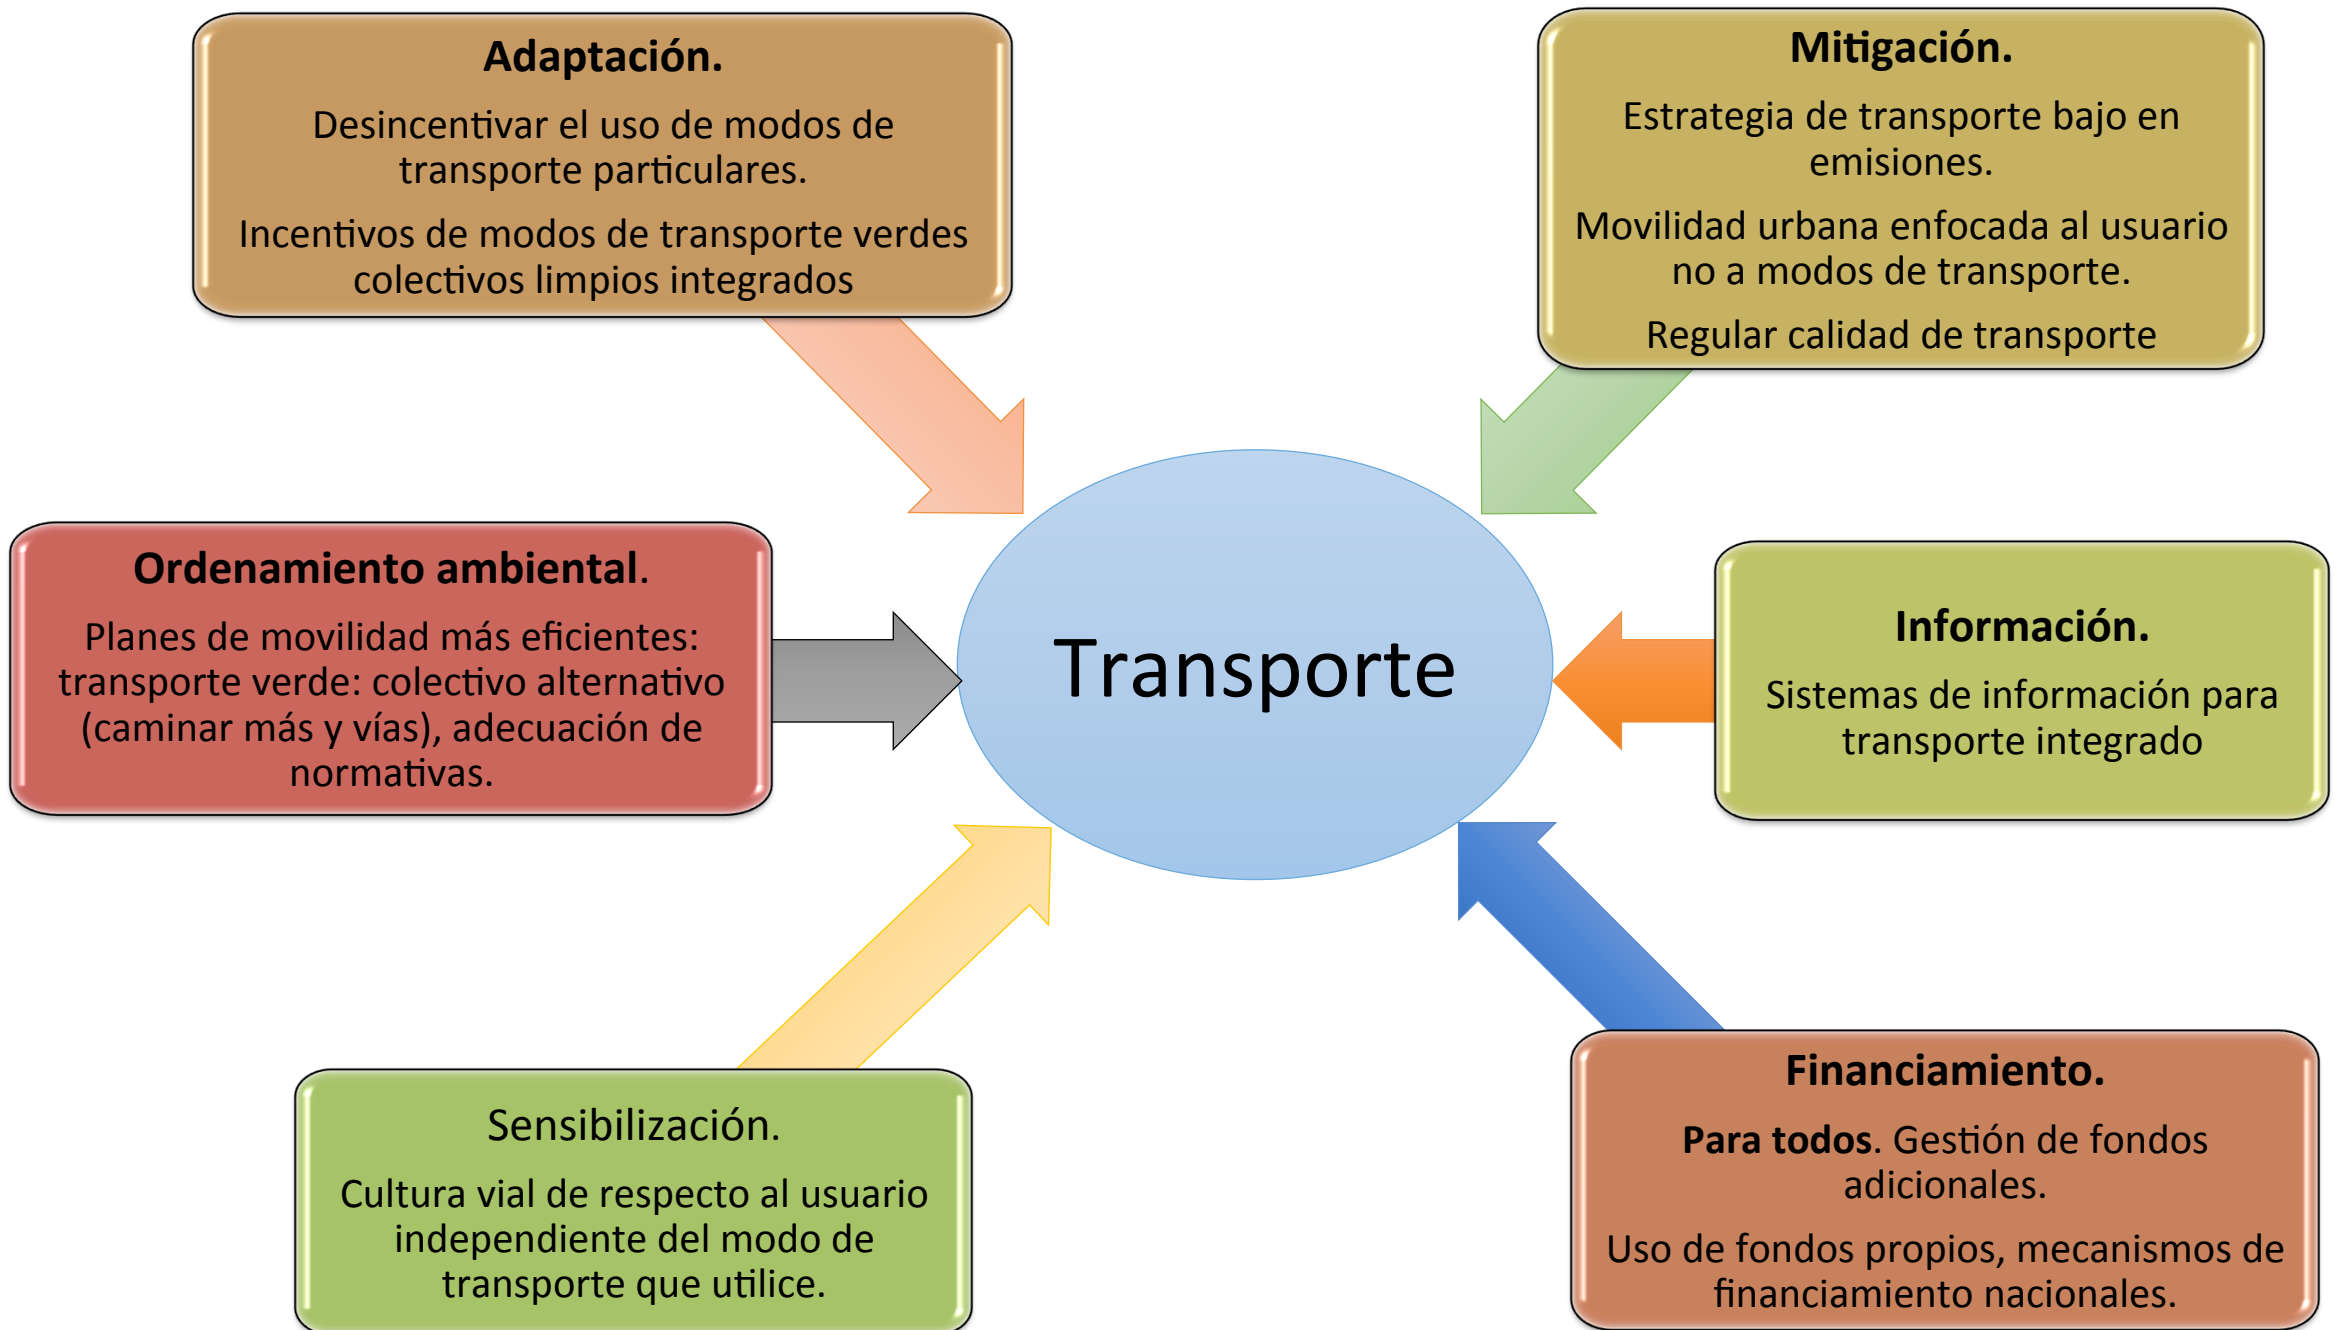 Adaptación.
Desincentivar el uso de modos de
transporte particulares.
Incentivos de modos de transporte verdes
colectivos limpios integrados
Mitigación.
Estrategia de transporte bajo en
emisiones.
Movilidad urbana enfocada al usuario
no a modos de transporte.
Regular calidad de transporte
Ordenamiento ambiental.
Planes de movilidad más eficientes:
transporte verde: colectivo alternativo
(caminar más y vías), adecuación de
normativas.
Transporte
Información.
Sistemas de información para
transporte integrado
Sensibilización.
Cultura vial de respecto al usuario
independiente del modo de
transporte que utilice.
Financiamiento.
Para todos. Gestión de fondos
adicionales.
Uso de fondos propios, mecanismos de
financiamiento nacionales.